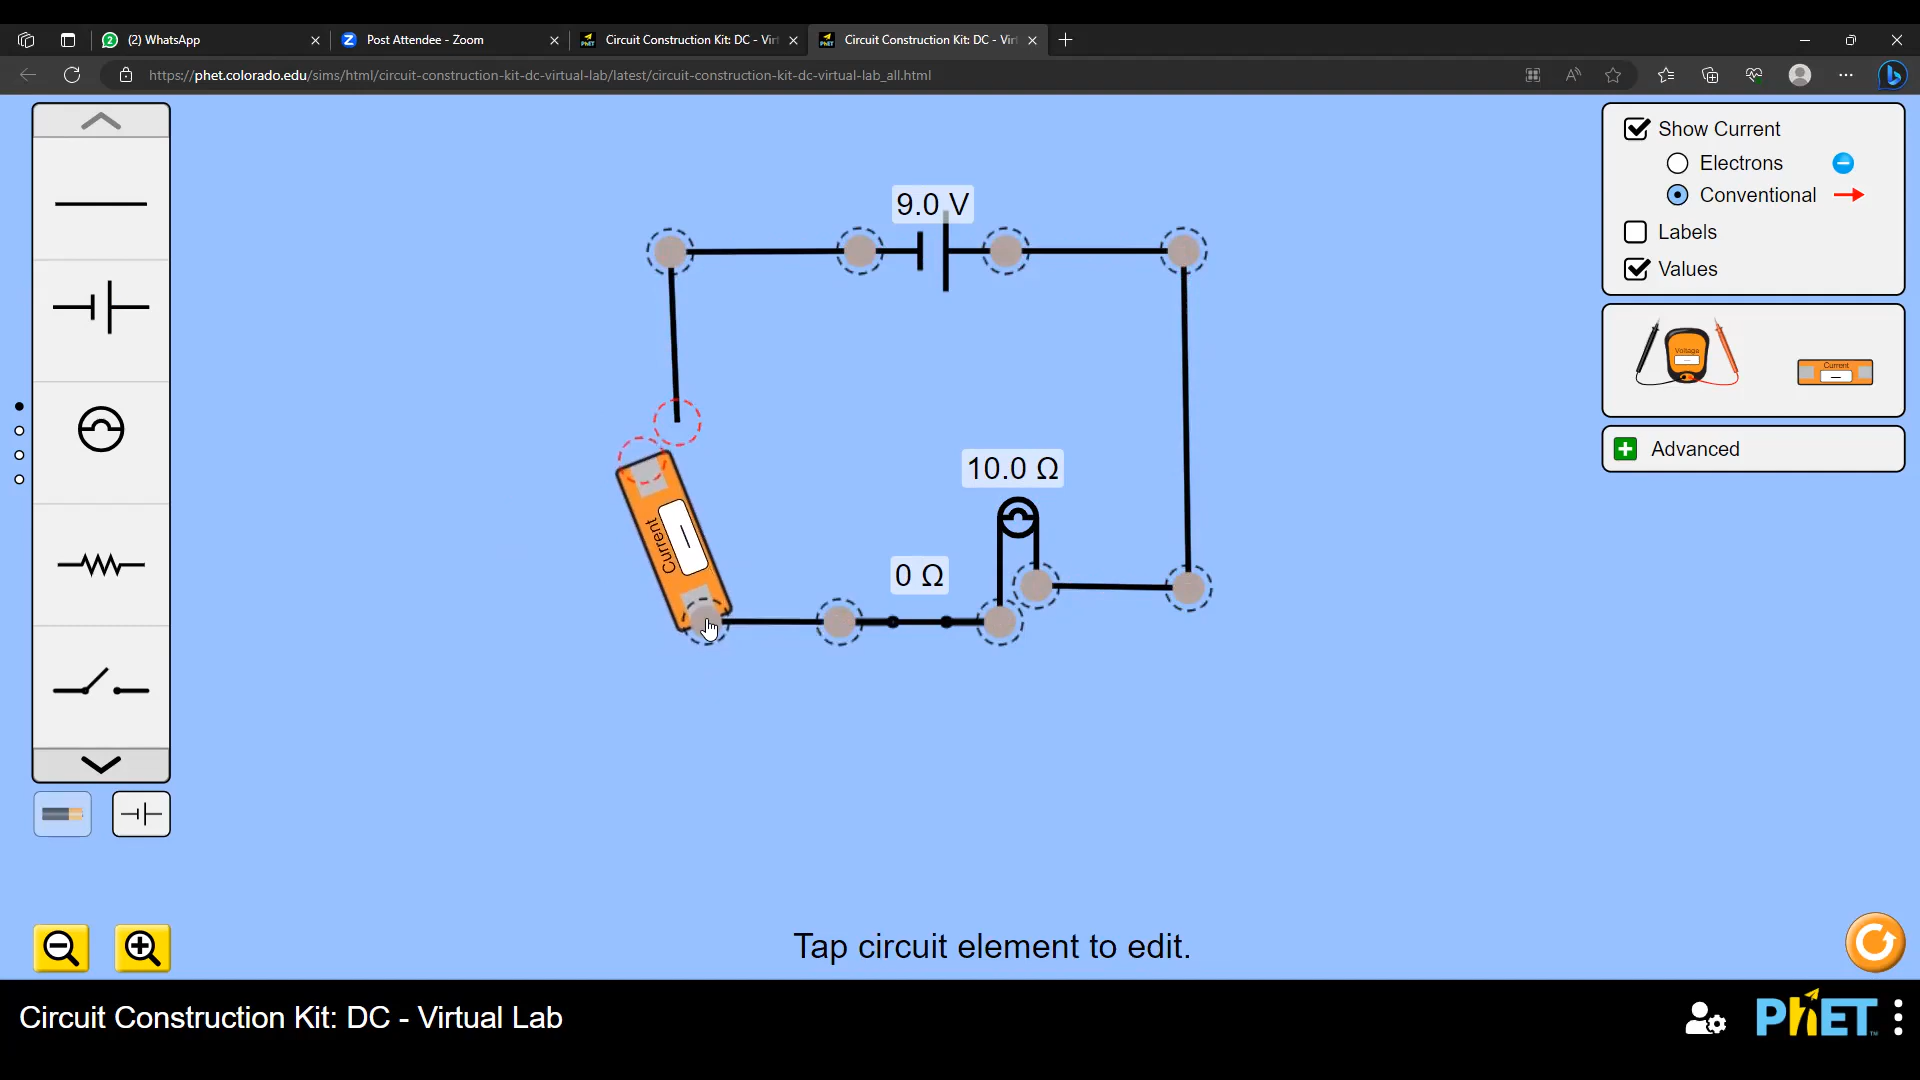 (2) WhatsApp
Post Attendee - Zoom
Circuit Construction Kit: DC - Vir
Circuit Construction Kit: DC - Vir
https://phet.colorado.edu/sims/html/circuit-construction-kit-dc-virtual-lab/latest/circuit-construction-kit-dc-virtual-lab_all.html
Show Current
Electrons
Conventional
Labels
Values
Voltage
Current
Advanced
9.0 V
10.0 Ω
Current
0 Ω
Tap circuit element to edit.
Circuit Construction Kit: DC - Virtual Lab
PhET